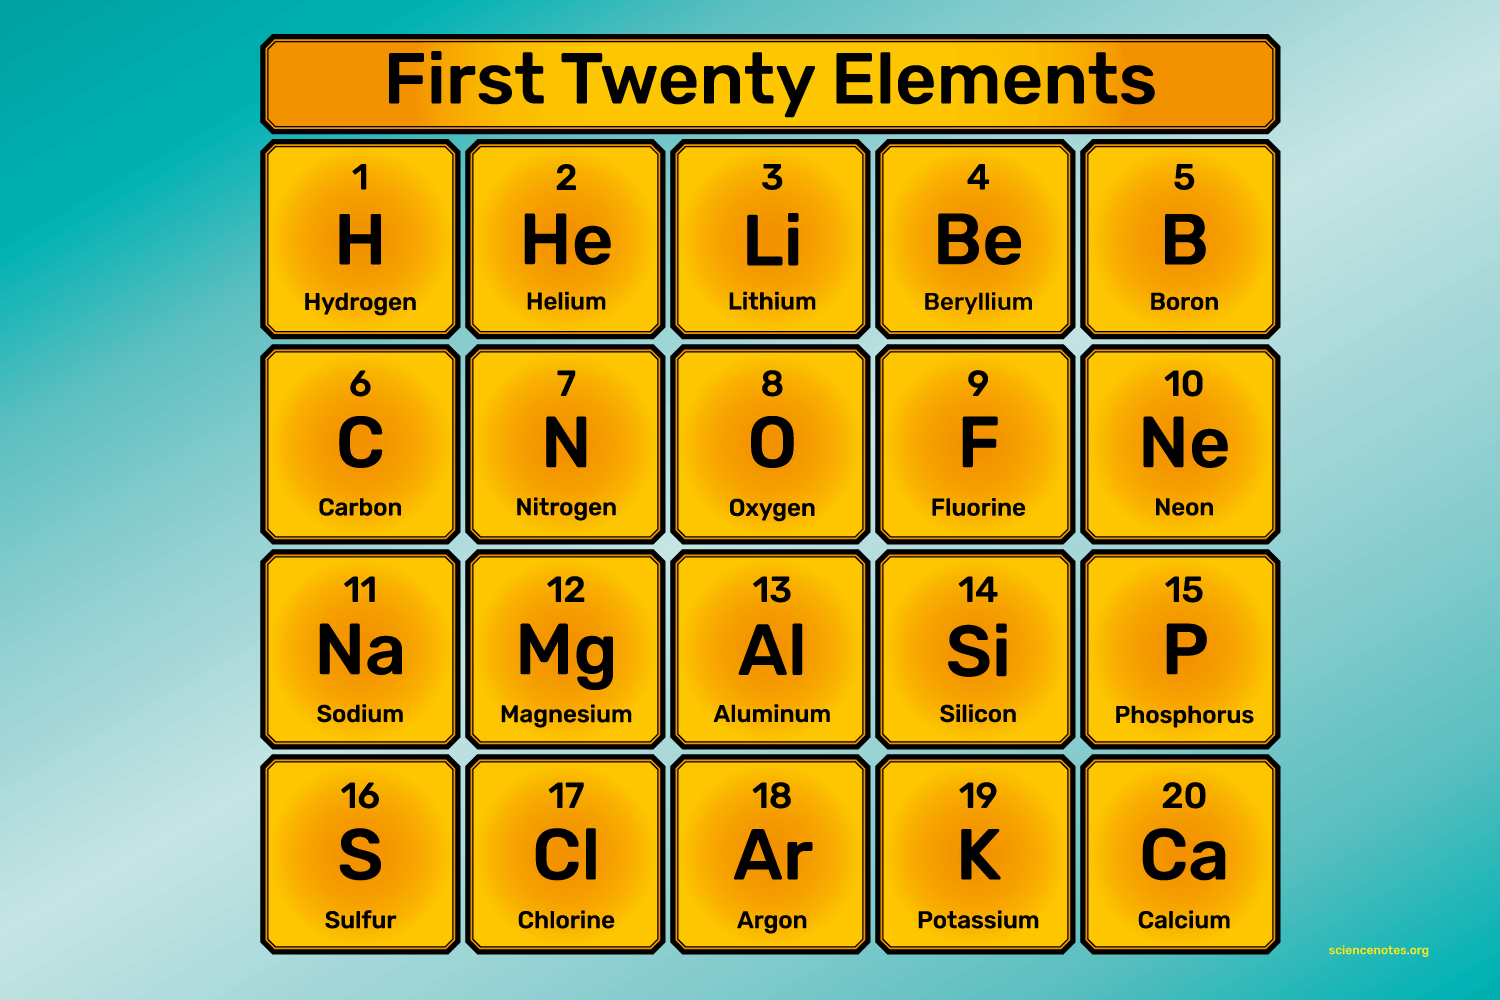 First Twenty Elements
1 2 3 4 5
H He Li Be B
Hydrogen Helium Lithium Beryllium Boron
6 7 8 9 10
C N O F Ne
Carbon Nitrogen Oxygen Fluorine Neon
11 12 13 14 15
Na Mg Al Si P
Sodium Magnesium Aluminum Silicon Phosphorus
16 17 18 19 20
S Cl Ar K Ca
Sulfur Chlorine Argon Potassium Calcium
sciencenotes.org